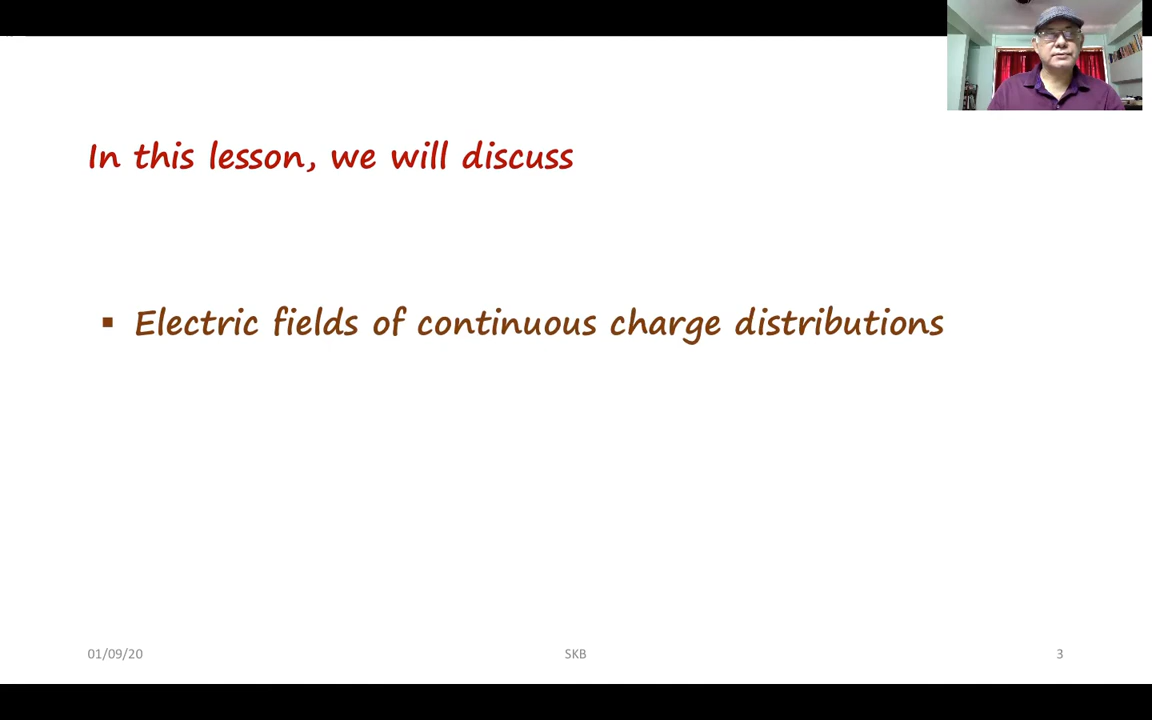 In this lesson, we will discuss
▪ Electric fields of continuous charge distributions
01/09/20
SKB
3